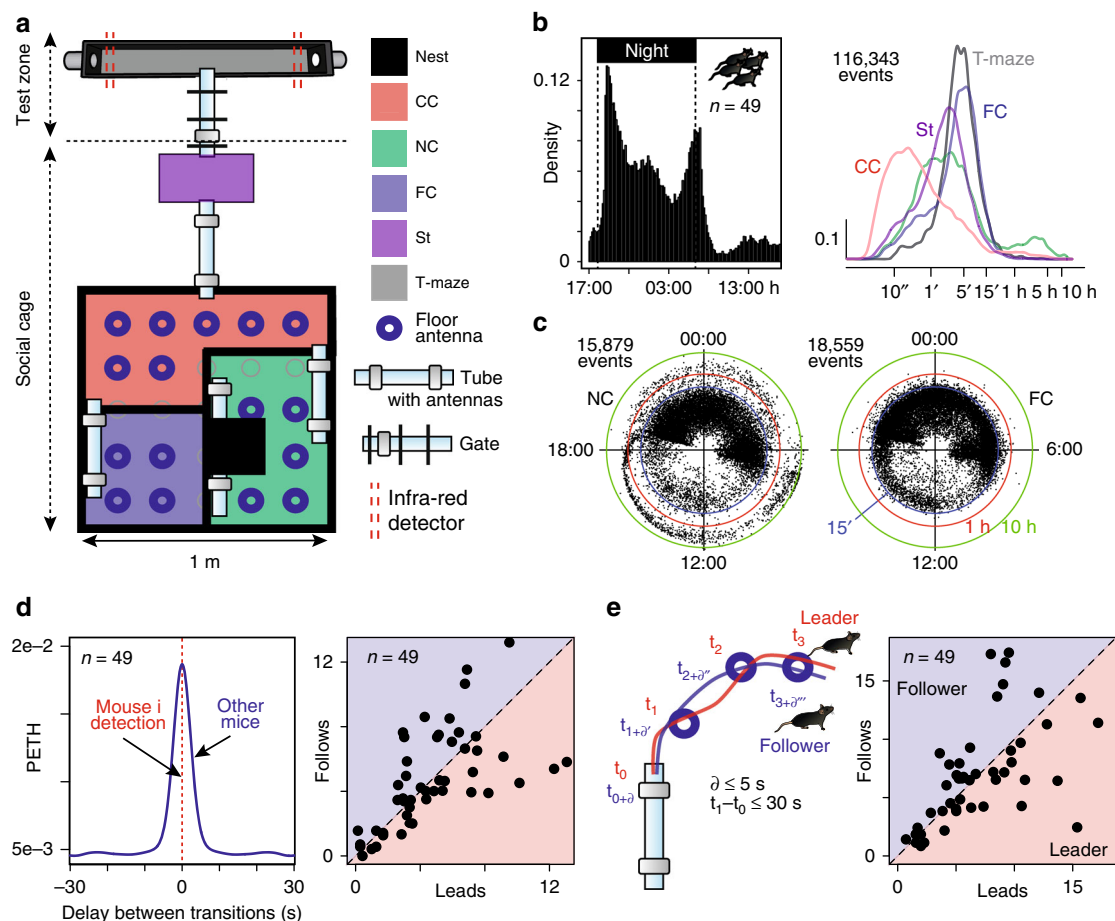 a
Test zone
Social cage
1 m
Nest
CC
NC
FC
St
T-maze
Floor
antenna
Tube
with antennas
Gate
Infra-red
detector
b
Night
n = 49
Density
0.12
0
17:00 03:00 13:00 h
116,343
events
T-maze
FC
St
CC
0.1
10″ 1′ 5′ 15′ 1 h 5 h 10 h
c
15,879
events
00:00
NC
18:00
12:00
18,559
events
00:00
FC
6:00
15′
1 h 10 h
12:00
d
2e−2
n = 49
Mouse i
detection
Other
mice
PETH
5e−3
−30 0 30
Delay between transitions (s)
n = 49
12
Follows
0
0 12
Leads
e
Leader
t3
t2
t2+∂″
t3+∂‴
t1
t1+∂′
Follower
t0
t0+∂
∂ ≤ 5 s
t1−t0 ≤ 30 s
n = 49
15
Follower
Follows
0
Leader
0 15
Leads